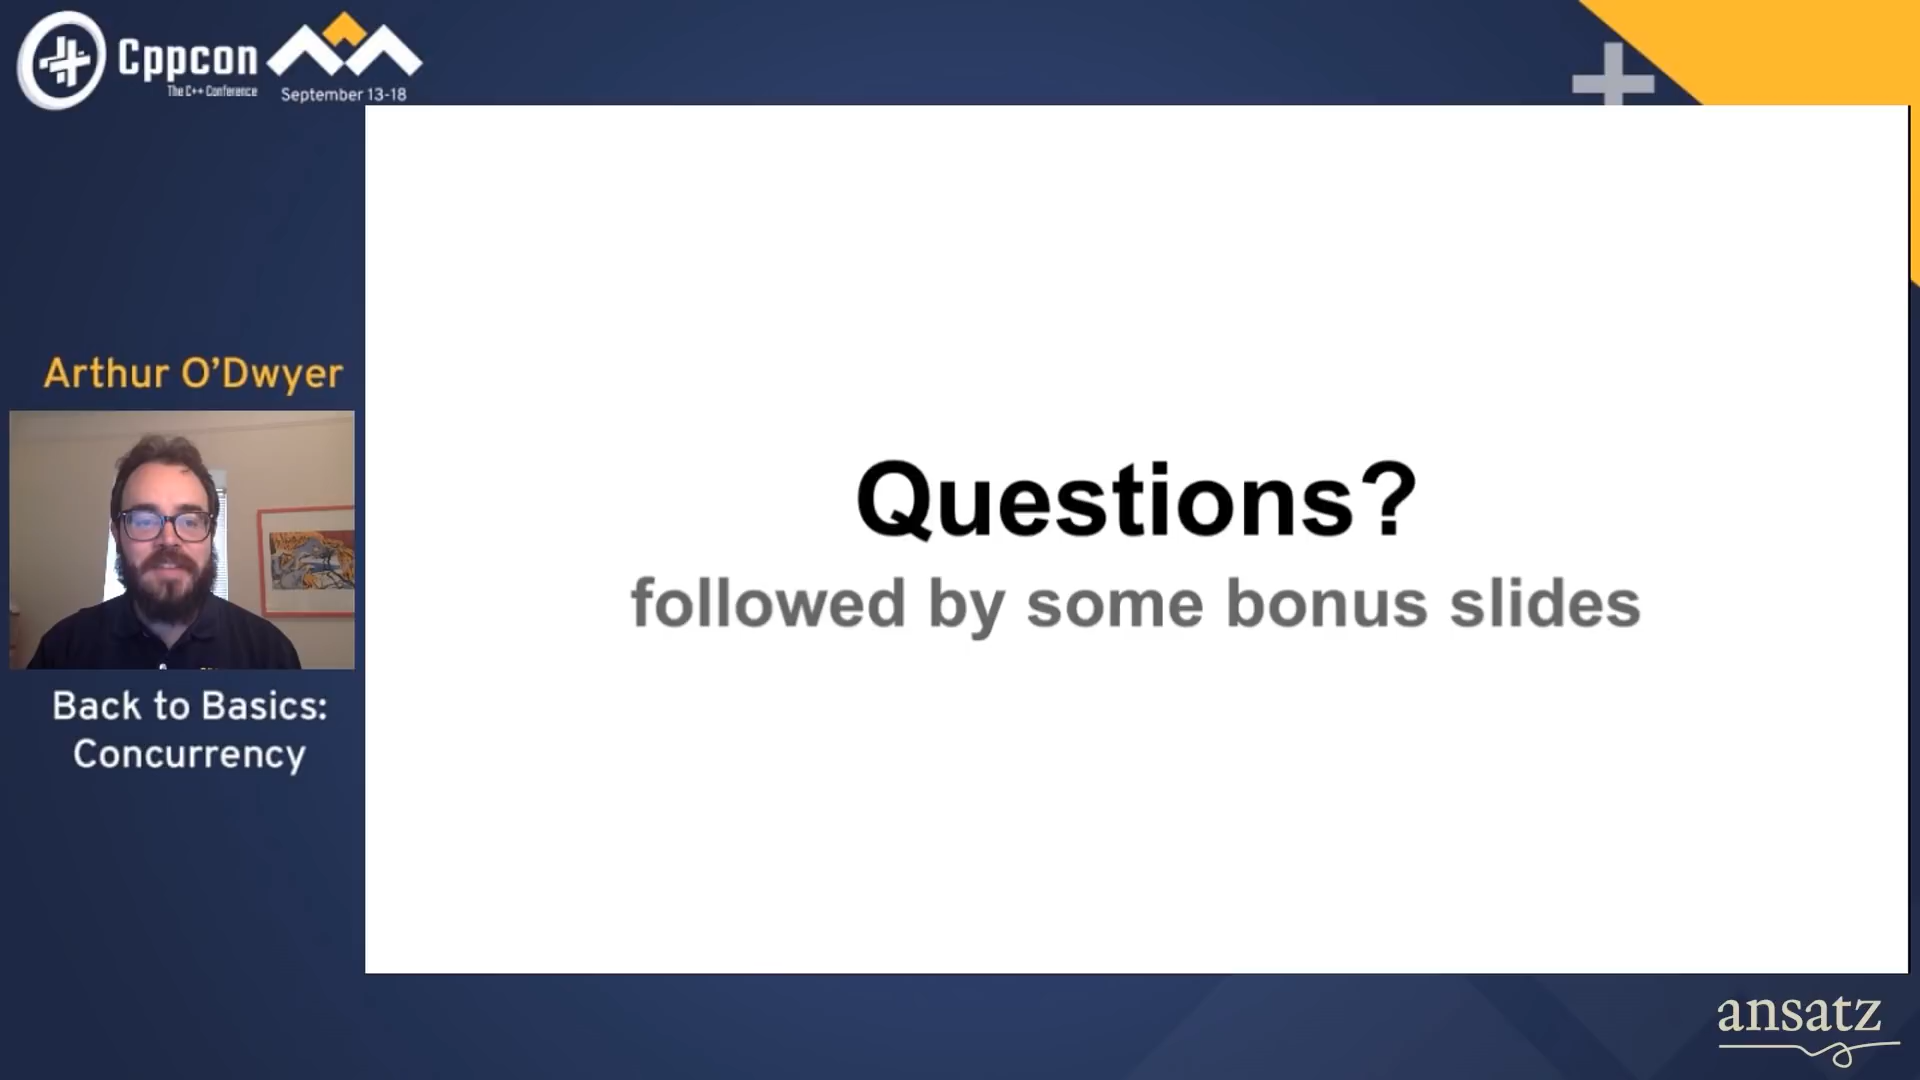 Cppcon
The C++ Conference
September 13-18
Arthur O’Dwyer
Back to Basics:
Concurrency
Questions?
followed by some bonus slides
ansatz